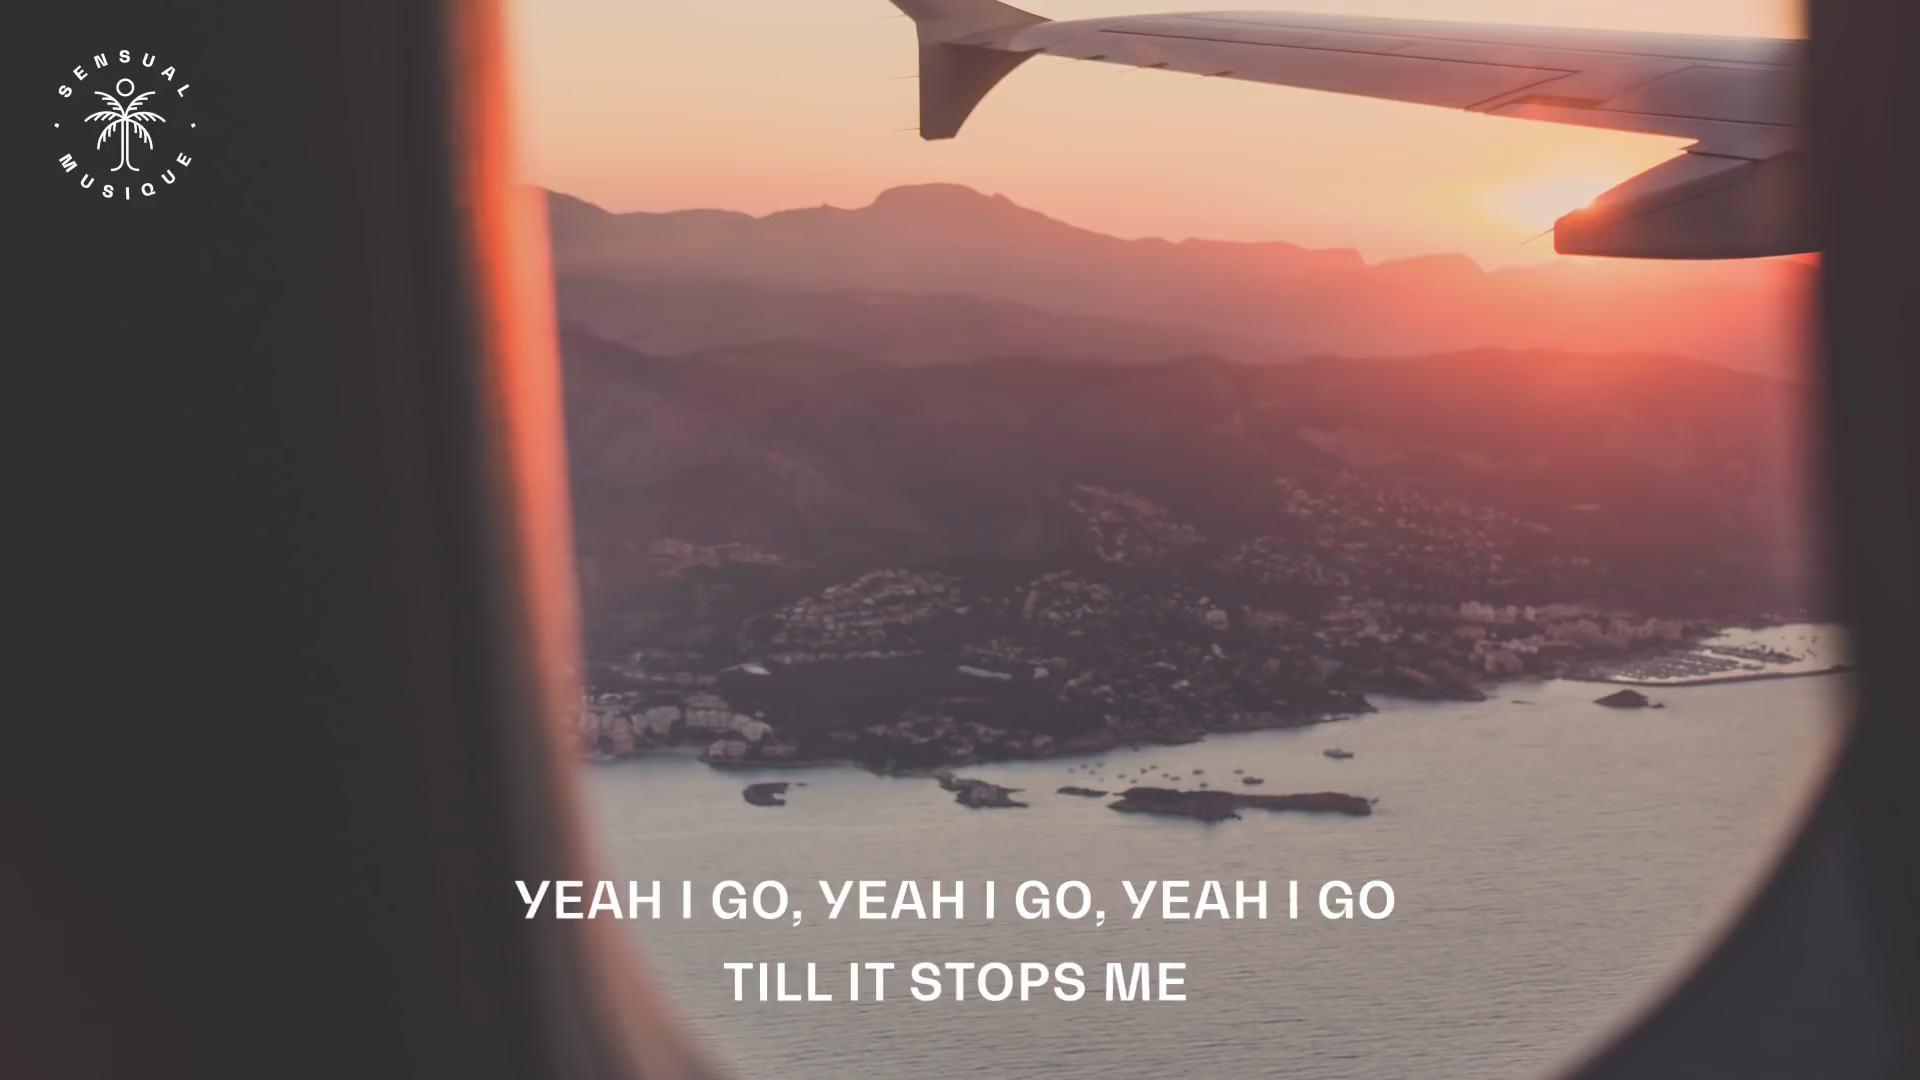 SENSUAL
MUSIQUE
YEAH I GO, YEAH I GO, YEAH I GO
TILL IT STOPS ME